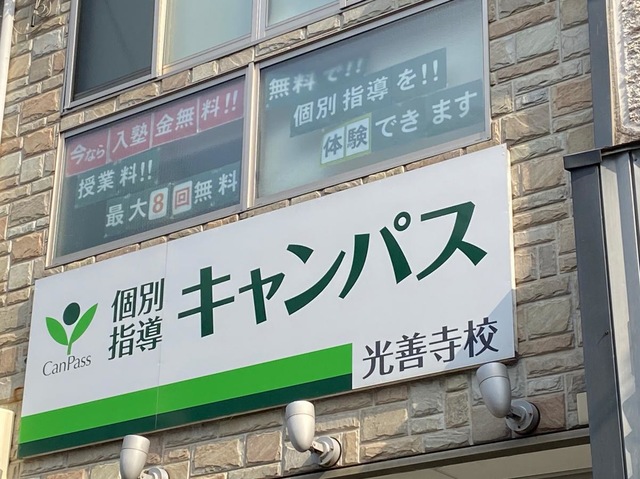 今なら入塾金無料!!
授業料!!
最大8回無料
無料で!!
個別指導を!!
体験できます
CanPass
個別
指導
キャンパス
光善寺校